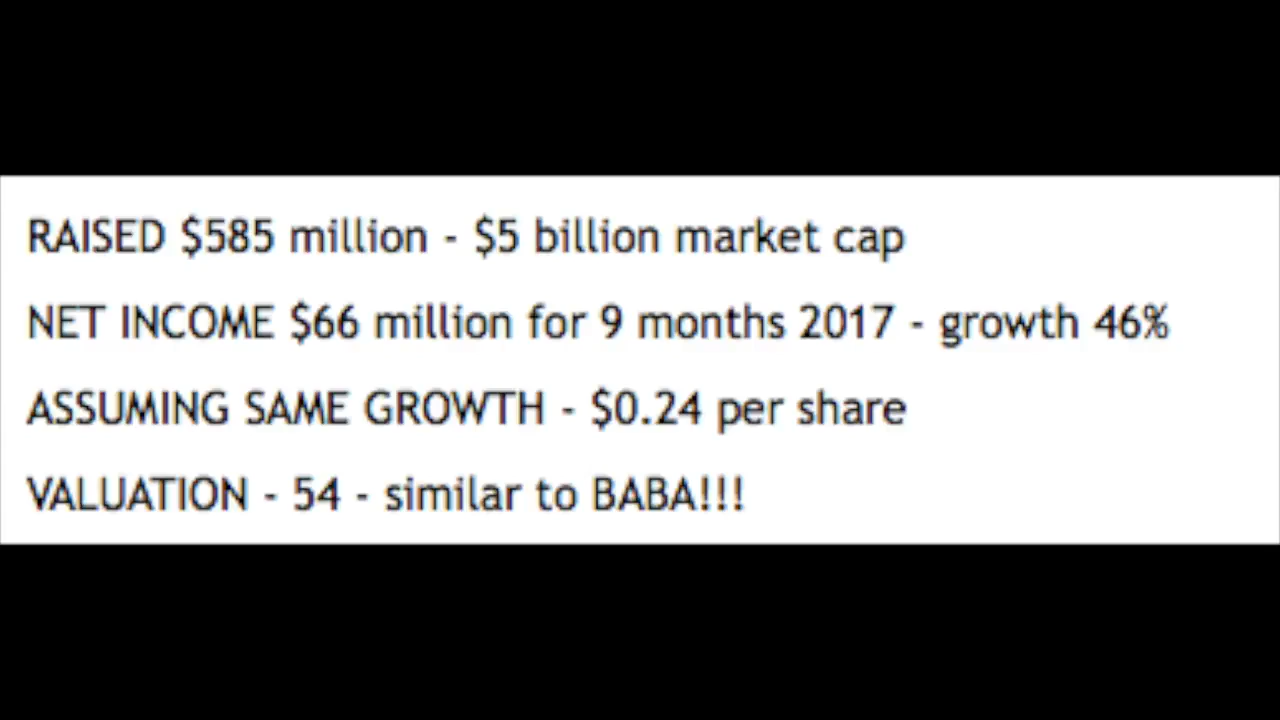 RAISED $585 million - $5 billion market cap
NET INCOME $66 million for 9 months 2017 - growth 46%
ASSUMING SAME GROWTH - $0.24 per share
VALUATION - 54 - similar to BABA!!!